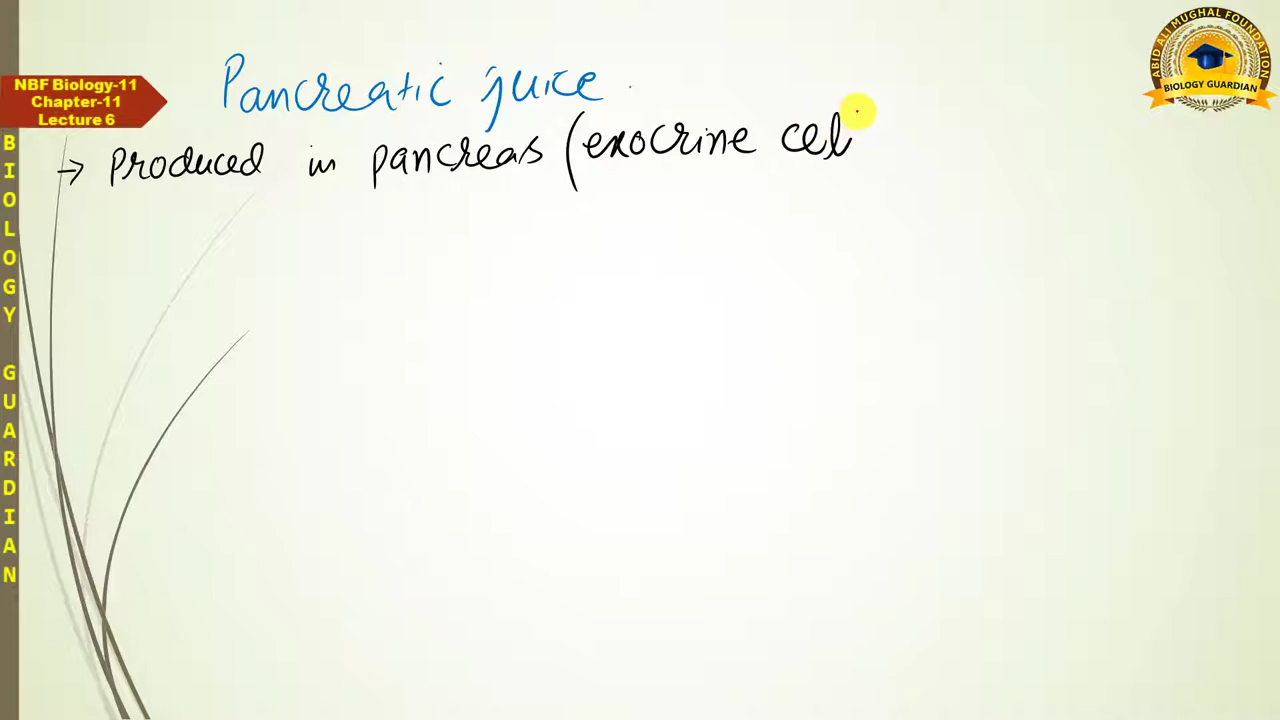 Pancreatic juice
NBF Biology-11
Chapter-11
Lecture 6
→ Produced in pancreas (exocrine cel
BIOLOGY GUARDIAN
ABID ALI MUGHAL FOUNDATION
BIOLOGY GUARDIAN